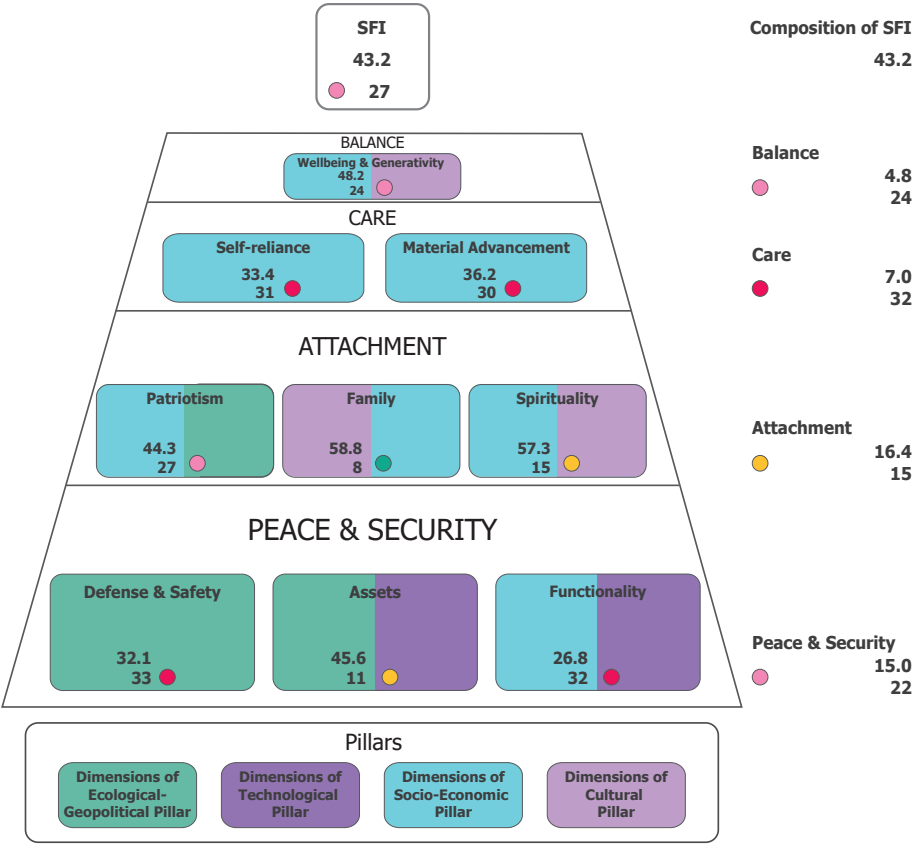 SFI
43.2
27
Composition of SFI
43.2
BALANCE
Wellbeing & Generativity
48.2
24
Balance
4.8
24
CARE
Self-reliance
33.4
31
Material Advancement
36.2
30
Care
7.0
32
ATTACHMENT
Patriotism
44.3
27
Family
58.8
8
Spirituality
57.3
15
Attachment
16.4
15
PEACE & SECURITY
Defense & Safety
32.1
33
Assets
45.6
11
Functionality
26.8
32
Peace & Security
15.0
22
Pillars
Dimensions of
Ecological-
Geopolitical Pillar
Dimensions of
Technological
Pillar
Dimensions of
Socio-Economic
Pillar
Dimensions of
Cultural
Pillar